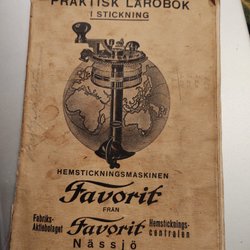 PRAKTISK LÄROBOK
I STICKNING
HEMSTICKNINGSMASKINEN
Favorit
FRÅN
Fabriks-
Aktiebolaget
Favorit
Hemsticknings-
centralen
Nässjö